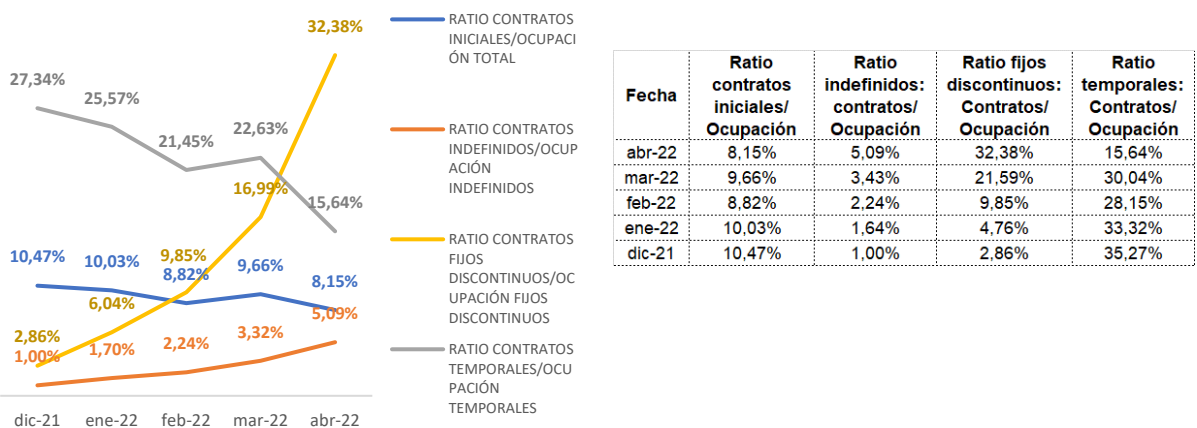 32,38%
27,34%
25,57%
21,45%
22,63%
16,99%
15,64%
10,47%
10,03%
9,85%
8,82%
9,66%
8,15%
6,04%
5,09%
2,86%
1,00%
1,70%
2,24%
3,32%
dic-21 ene-22 feb-22 mar-22 abr-22
RATIO CONTRATOS
INICIALES/OCUPACI
ÓN TOTAL
RATIO CONTRATOS
INDEFINIDOS/OCUP
ACIÓN
INDEFINIDOS
RATIO CONTRATOS
FIJOS
DISCONTINUOS/OC
UPACIÓN FIJOS
DISCONTINUOS
RATIO CONTRATOS
TEMPORALES/OCU
PACIÓN
TEMPORALES
Fecha
Ratio
contratos
iniciales/
Ocupación
Ratio
indefinidos:
contratos/
Ocupación
Ratio fijos
discontinuos:
Contratos/
Ocupación
Ratio
temporales:
Contratos/
Ocupación
abr-22 8,15% 5,09% 32,38% 15,64%
mar-22 9,66% 3,43% 21,59% 30,04%
feb-22 8,82% 2,24% 9,85% 28,15%
ene-22 10,03% 1,64% 4,76% 33,32%
dic-21 10,47% 1,00% 2,86% 35,27%